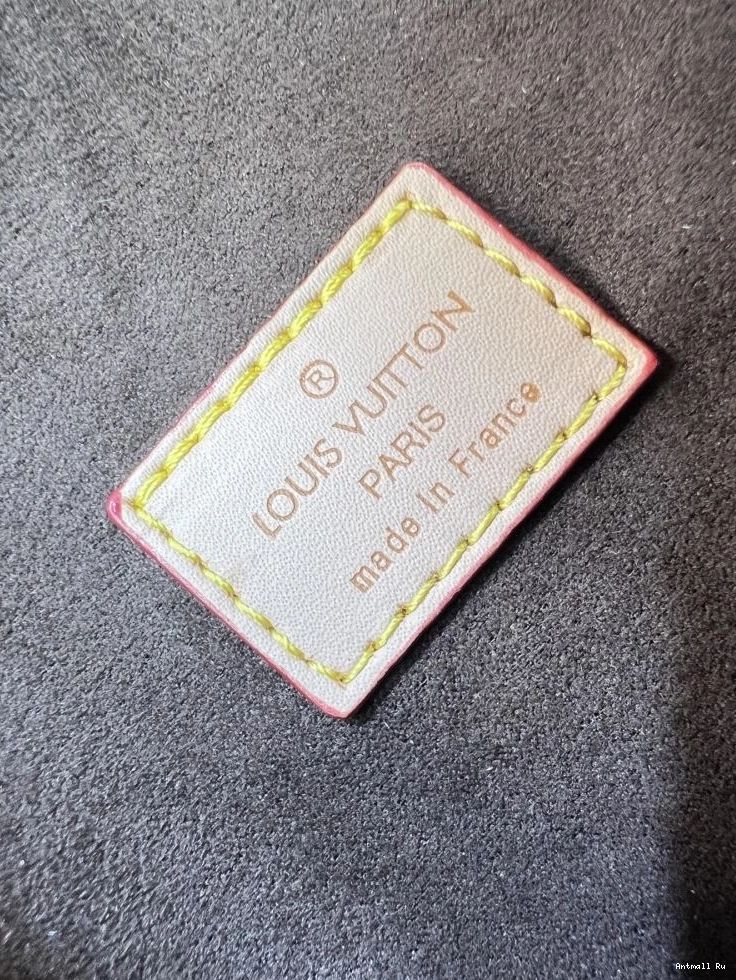 ®
LOUIS VUITTON
PARIS
made in France
Antmall Ru